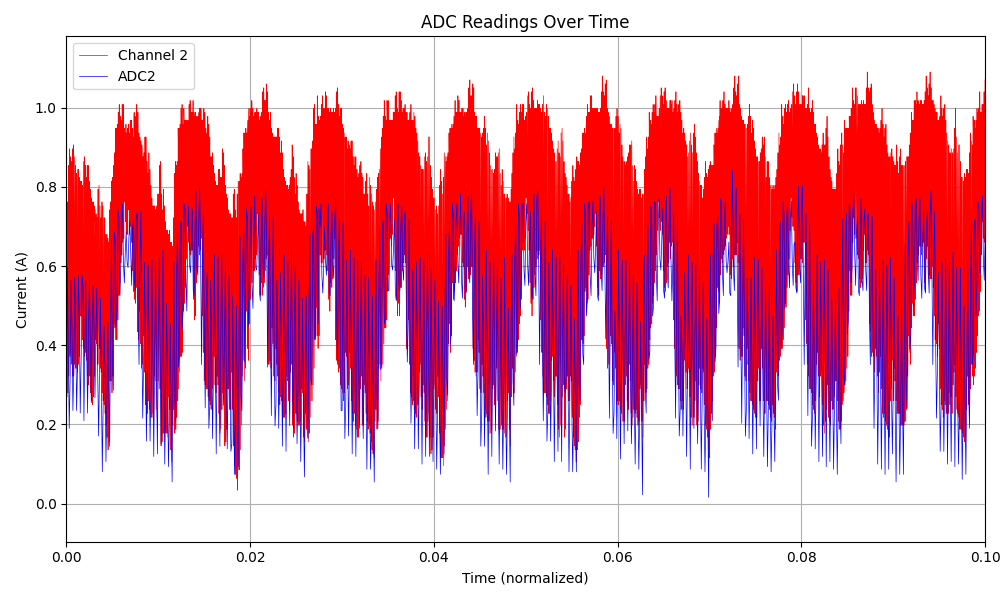 ADC Readings Over Time
Channel 2
ADC2
Current (A)
1.0
0.8
0.6
0.4
0.2
0.0
0.00 0.02 0.04 0.06 0.08 0.10
Time (normalized)